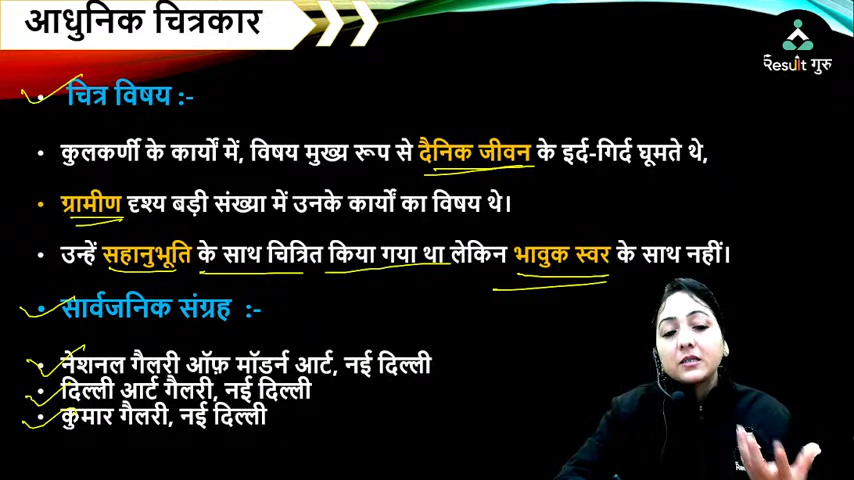 आधुनिक चित्रकार
Result गुरु
• चित्र विषय :-
• कुलकर्णी के कार्यों में, विषय मुख्य रूप से दैनिक जीवन के इर्द-गिर्द घूमते थे,
• ग्रामीण दृश्य बड़ी संख्या में उनके कार्यों का विषय थे।
उन्हें सहानुभूति के साथ चित्रित किया गया था लेकिन भावुक स्वर के साथ नहीं।
• सार्वजनिक संग्रह :-
• नेशनल गैलरी ऑफ़ मॉडर्न आर्ट, नई दिल्ली
• दिल्ली आर्ट गैलरी, नई दिल्ली
• कुमार गैलरी, नई दिल्ली